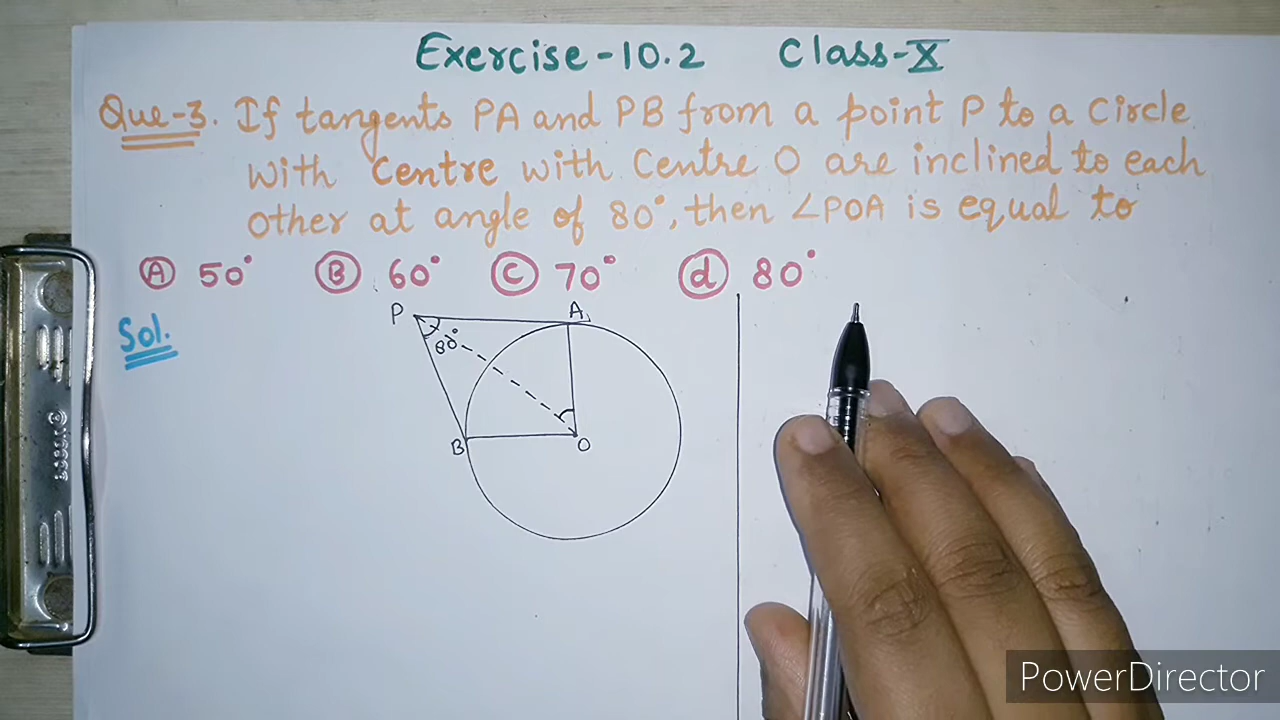 Exercise-10.2 Class-X
Que-3. If tangents PA and PB from a point P to a Circle
With Centre with Centre O are inclined to each
other at angle of 80°, then ∠POA is equal to
(A) 50° (B) 60° (C) 70° (d) 80°
Sol.
P A
80°
B O
PowerDirector